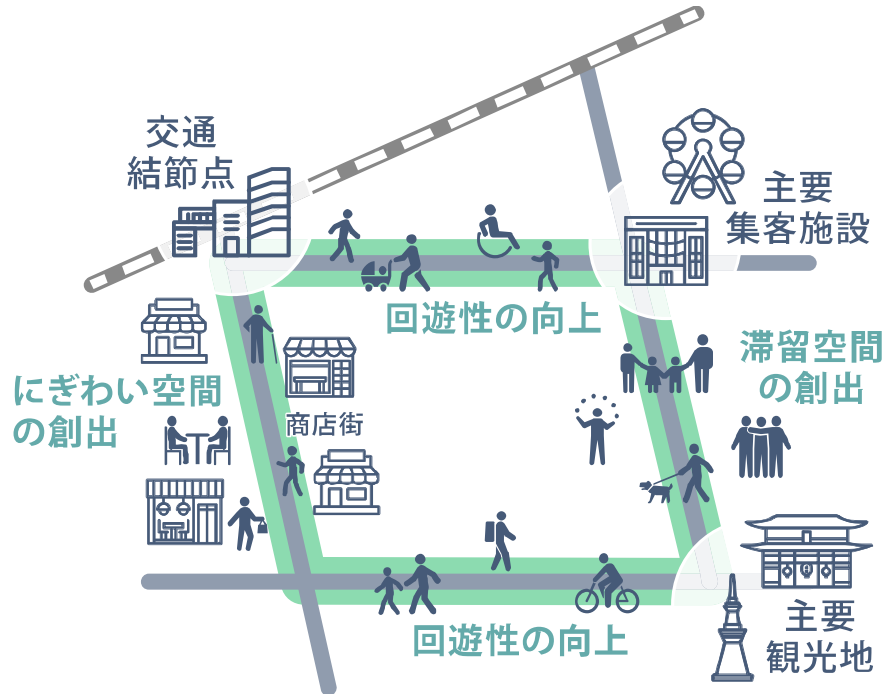 交通
結節点
主要
集客施設
回遊性の向上
滞留空間
の創出
にぎわい空間
の創出
商店街
主要
観光地
回遊性の向上